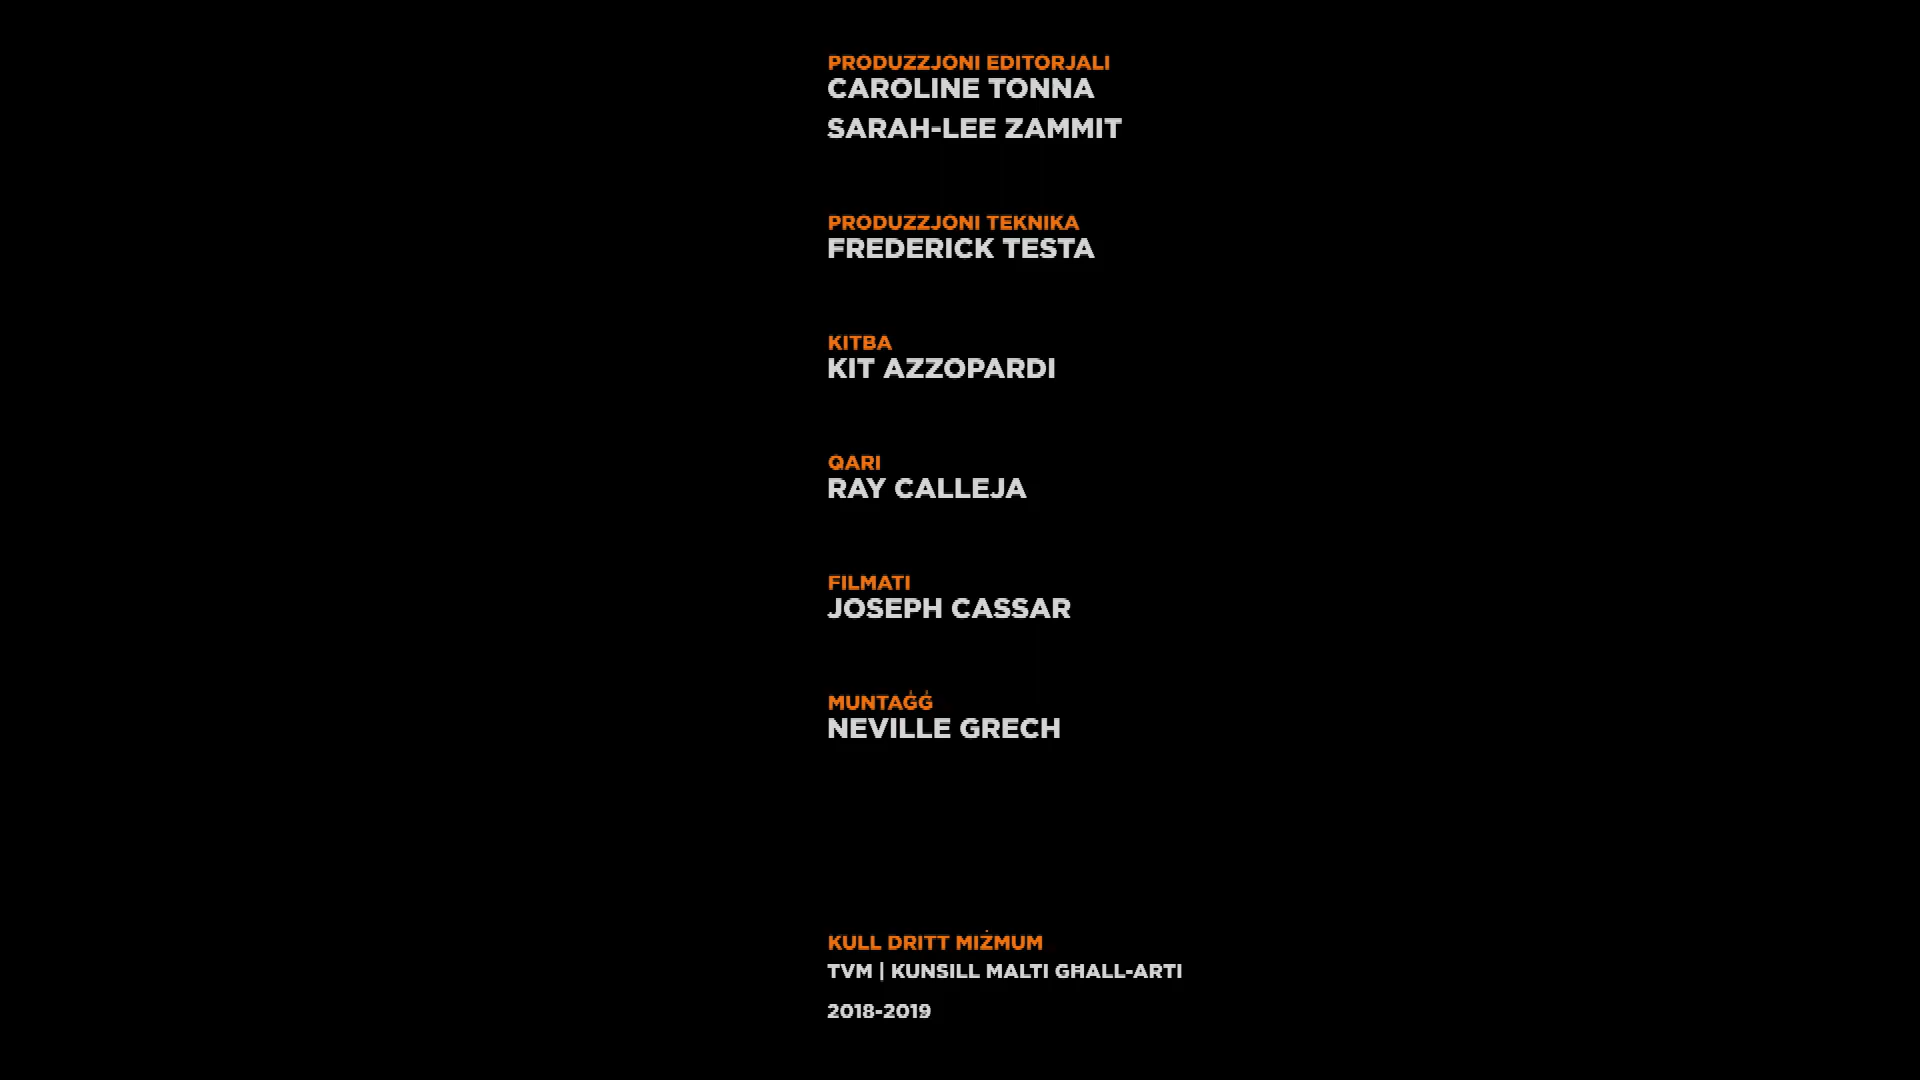 PRODUZZJONI EDITORJALI
CAROLINE TONNA
SARAH-LEE ZAMMIT
PRODUZZJONI TEKNIKA
FREDERICK TESTA
KITBA
KIT AZZOPARDI
QARI
RAY CALLEJA
FILMATI
JOSEPH CASSAR
MUNTAĠĠ
NEVILLE GRECH
KULL DRITT MIŻMUM
TVM | KUNSILL MALTI GĦALL-ARTI
2018-2019